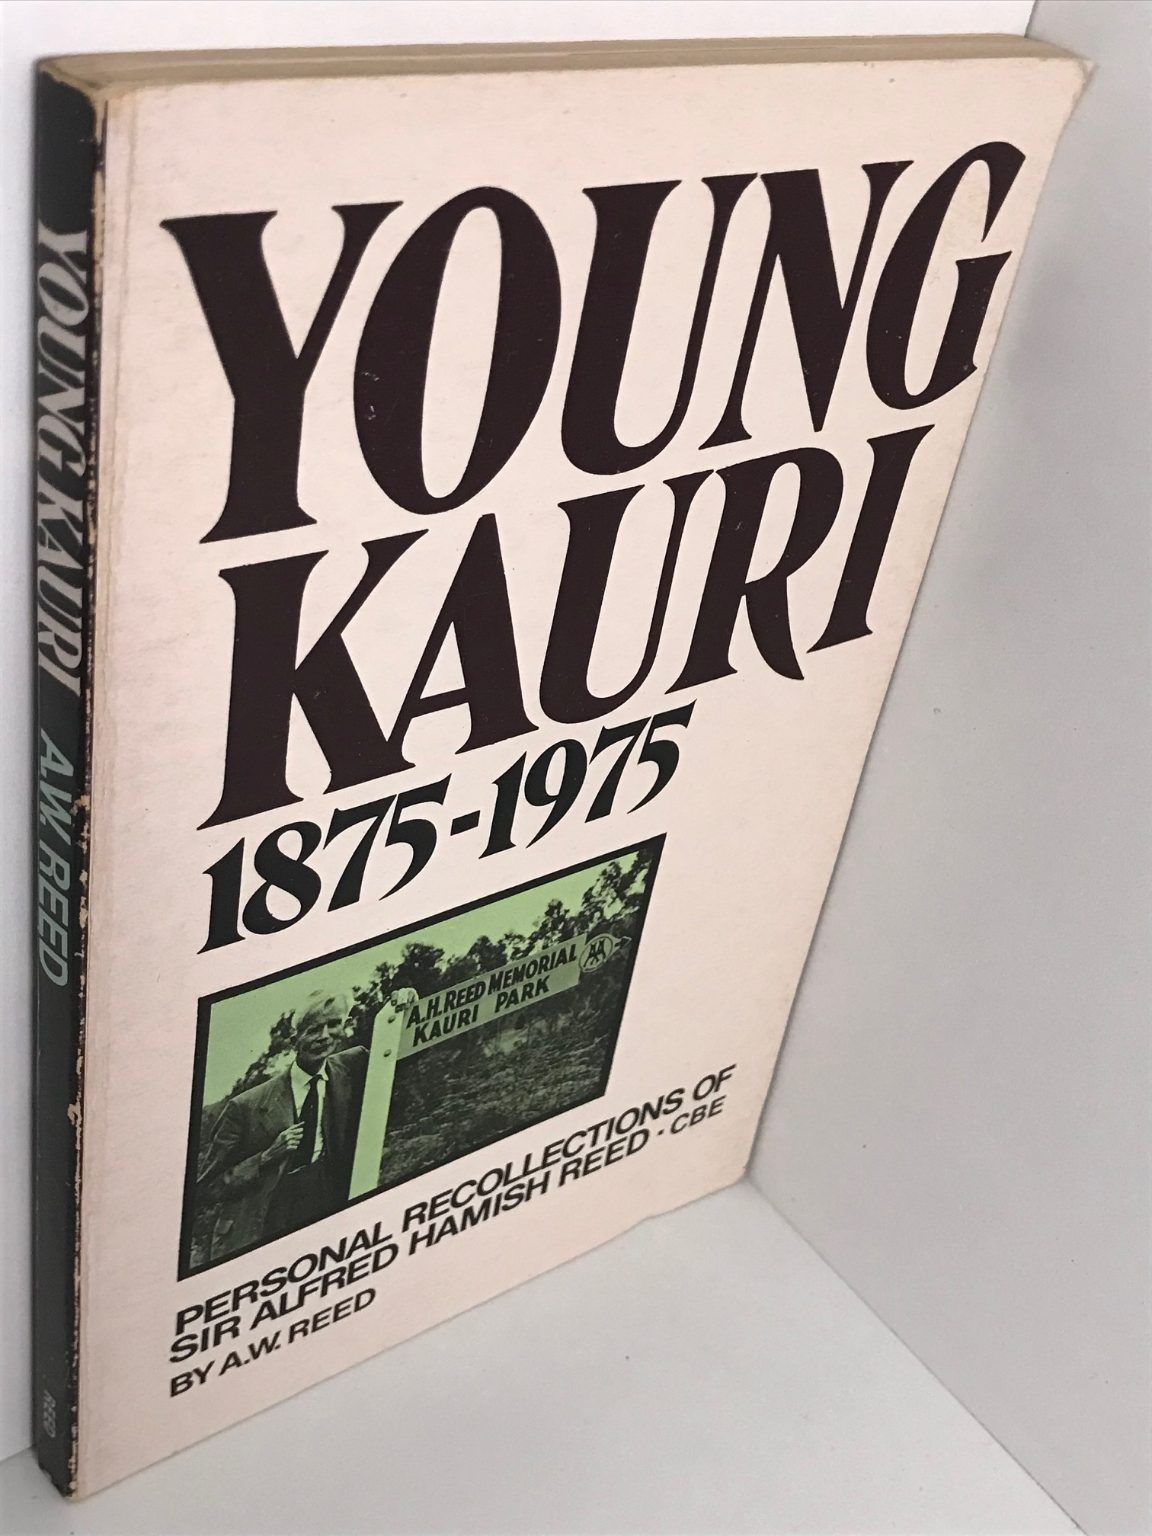 YOUNG KAURI A.W. REED
REED
YOUNG
KAURI
1875-1975
A.H. REED MEMORIAL
KAURI PARK
AA
PERSONAL RECOLLECTIONS OF
SIR ALFRED HAMISH REED · CBE
BY A.W. REED